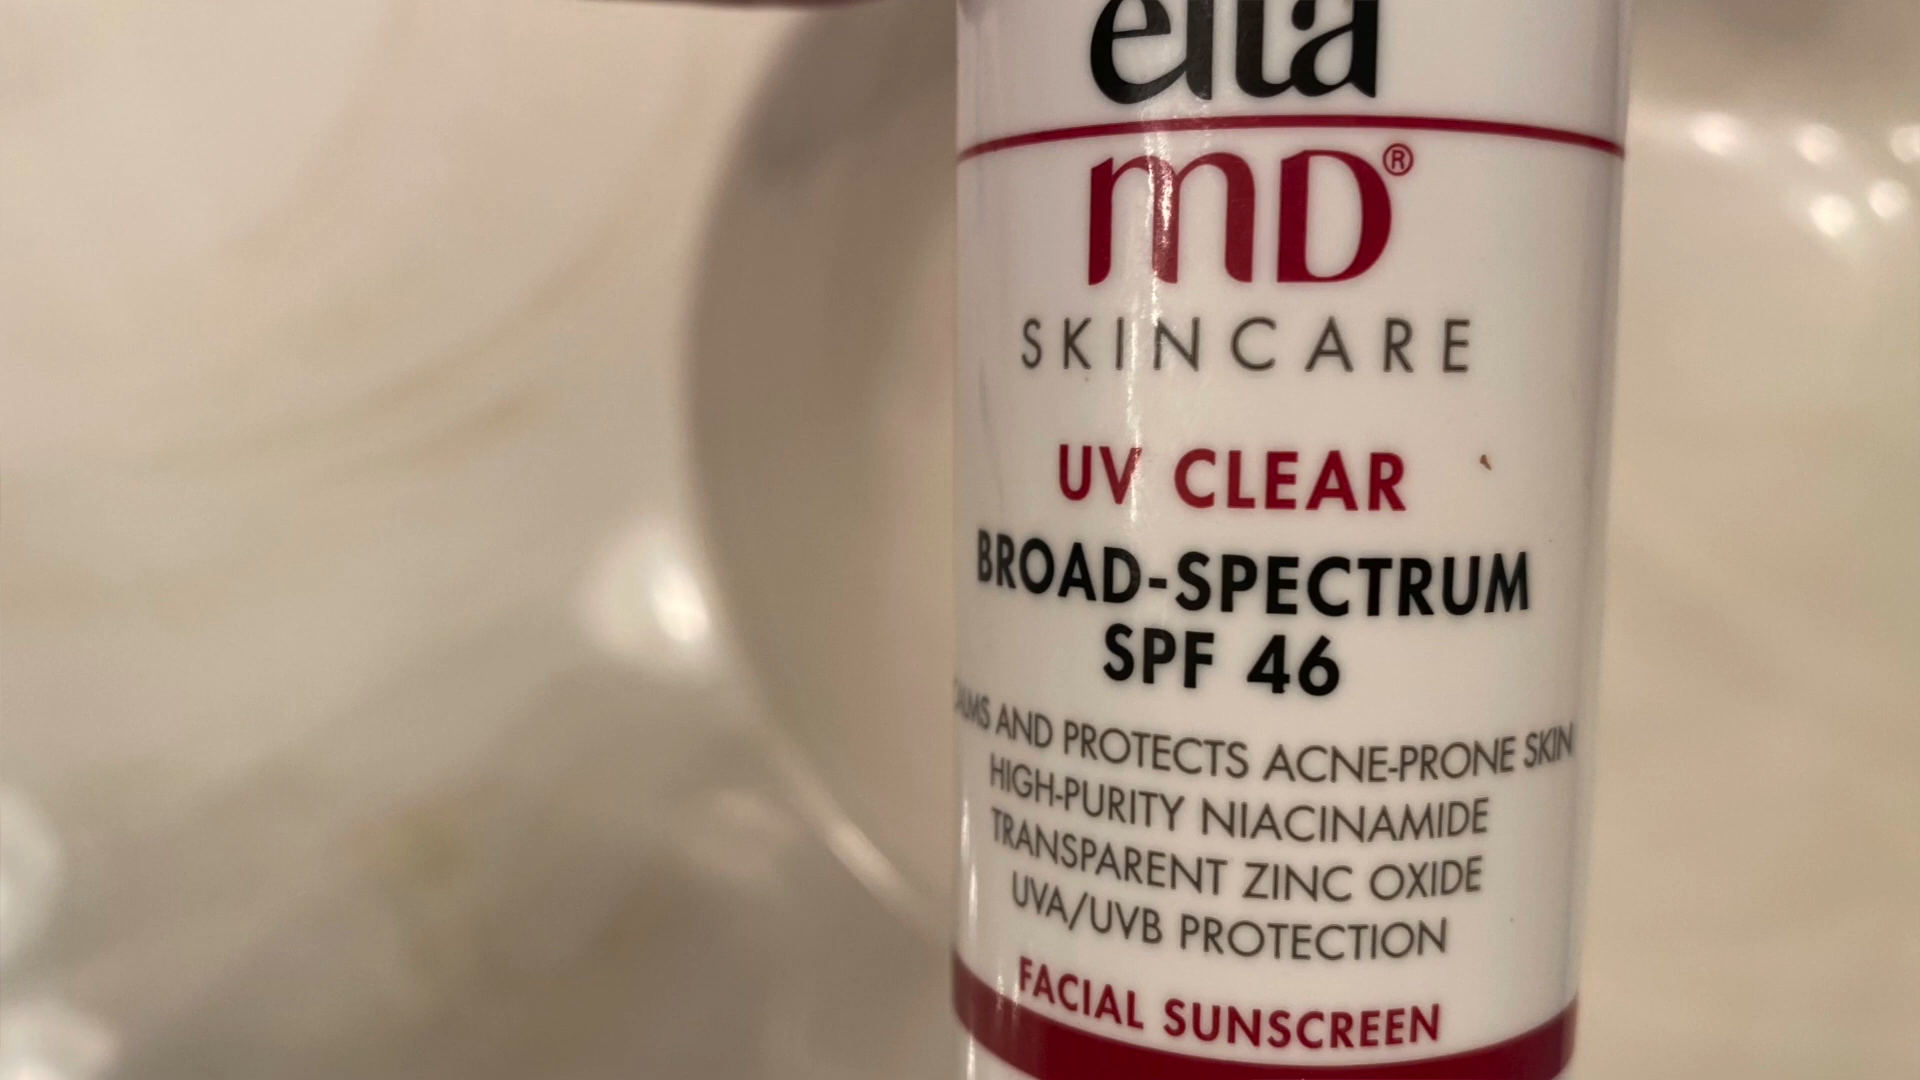 elta
MD®
SKINCARE
UV CLEAR
BROAD-SPECTRUM
SPF 46
CALMS AND PROTECTS ACNE-PRONE SKIN
HIGH-PURITY NIACINAMIDE
TRANSPARENT ZINC OXIDE
UVA/UVB PROTECTION
FACIAL SUNSCREEN